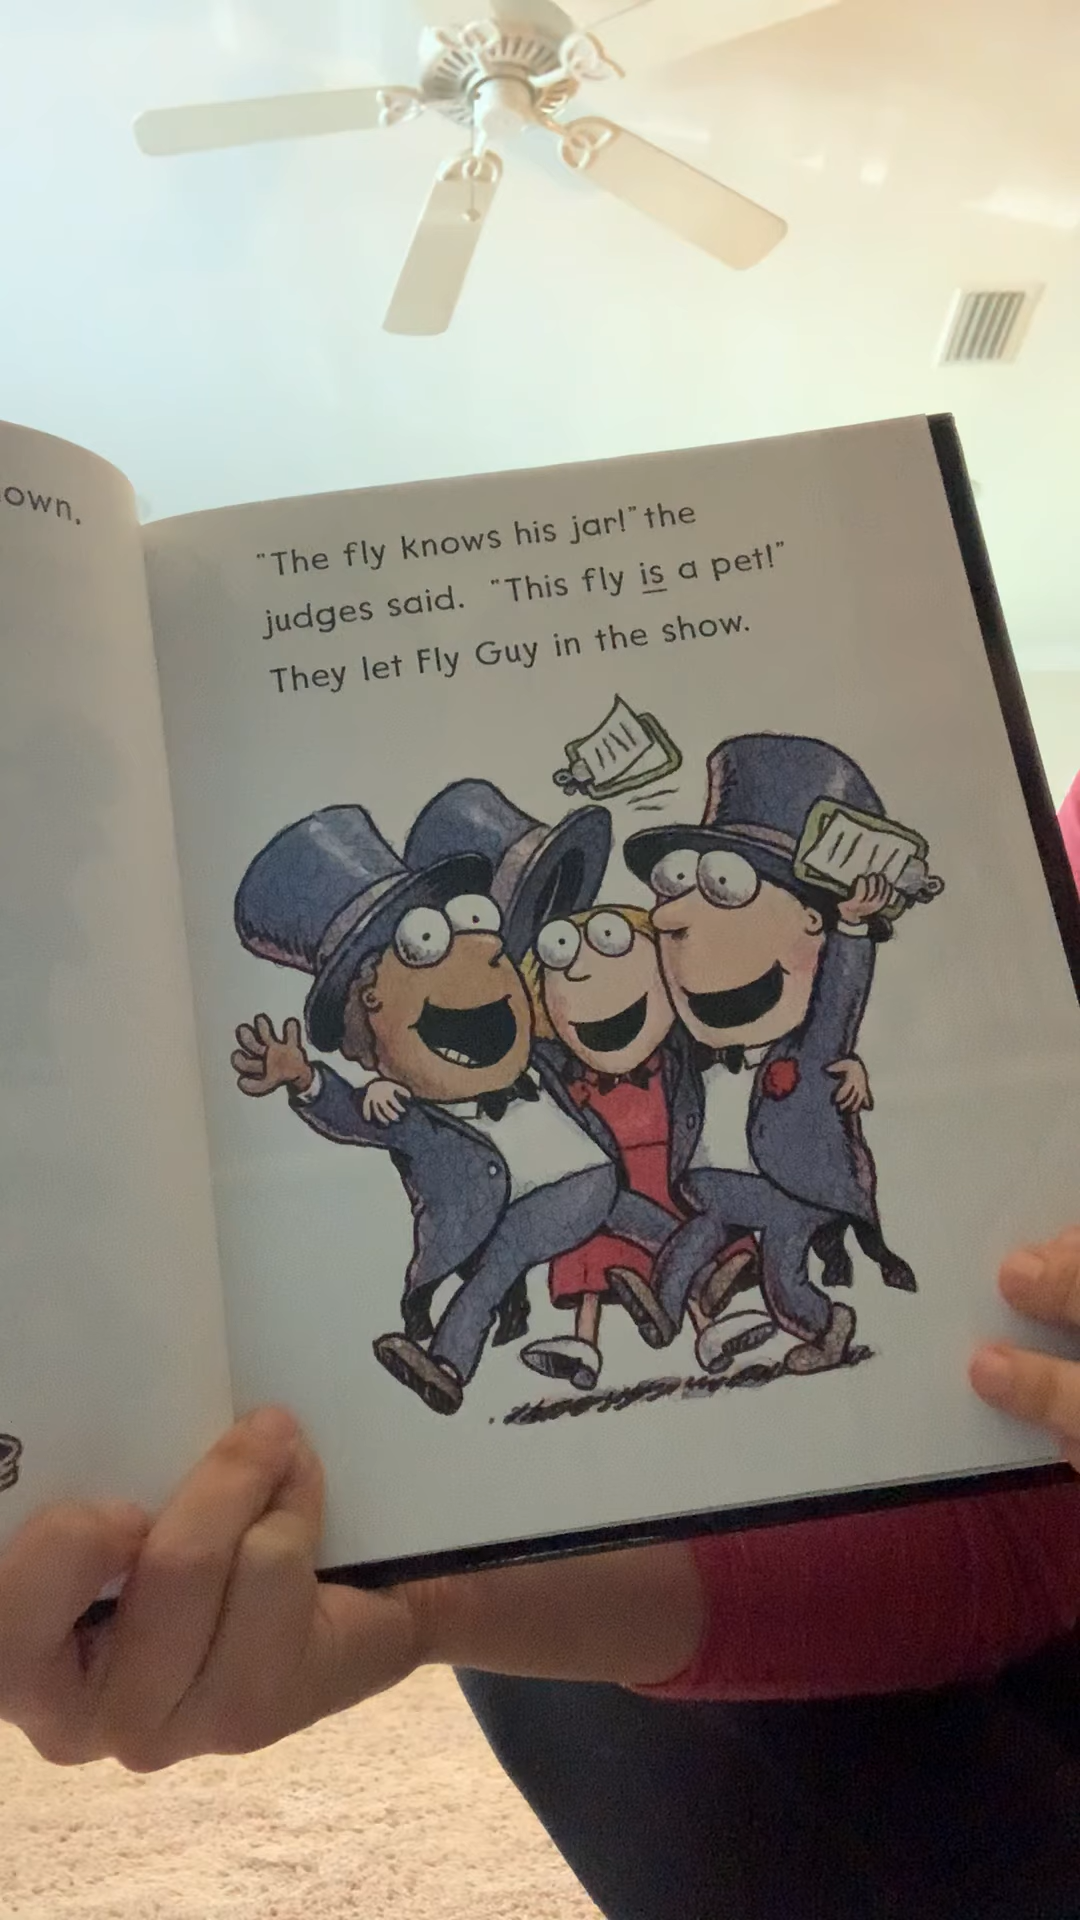 own.
"The fly knows his jar!" the
judges said. "This fly is a pet!"
They let Fly Guy in the show.